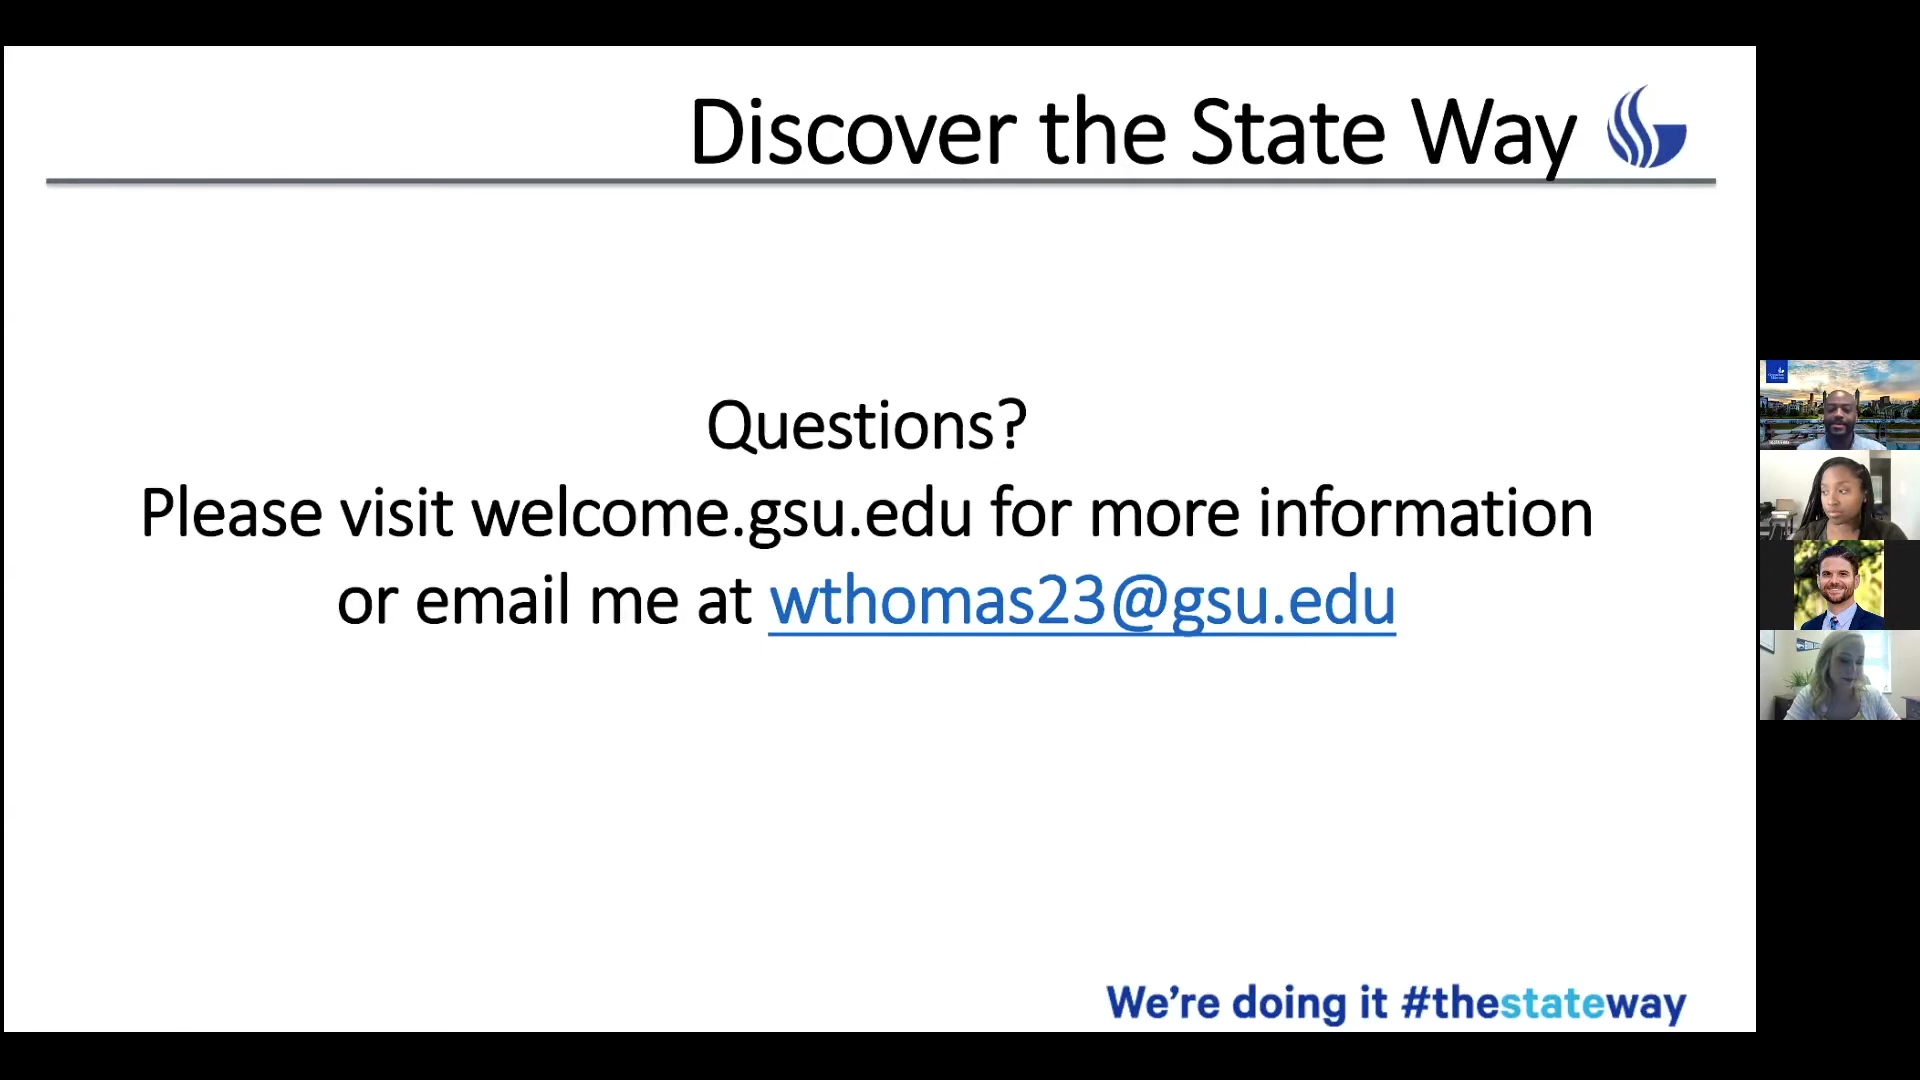 Discover the State Way
Questions?
Please visit welcome.gsu.edu for more information
or email me at wthomas23@gsu.edu
We're doing it #thestateway